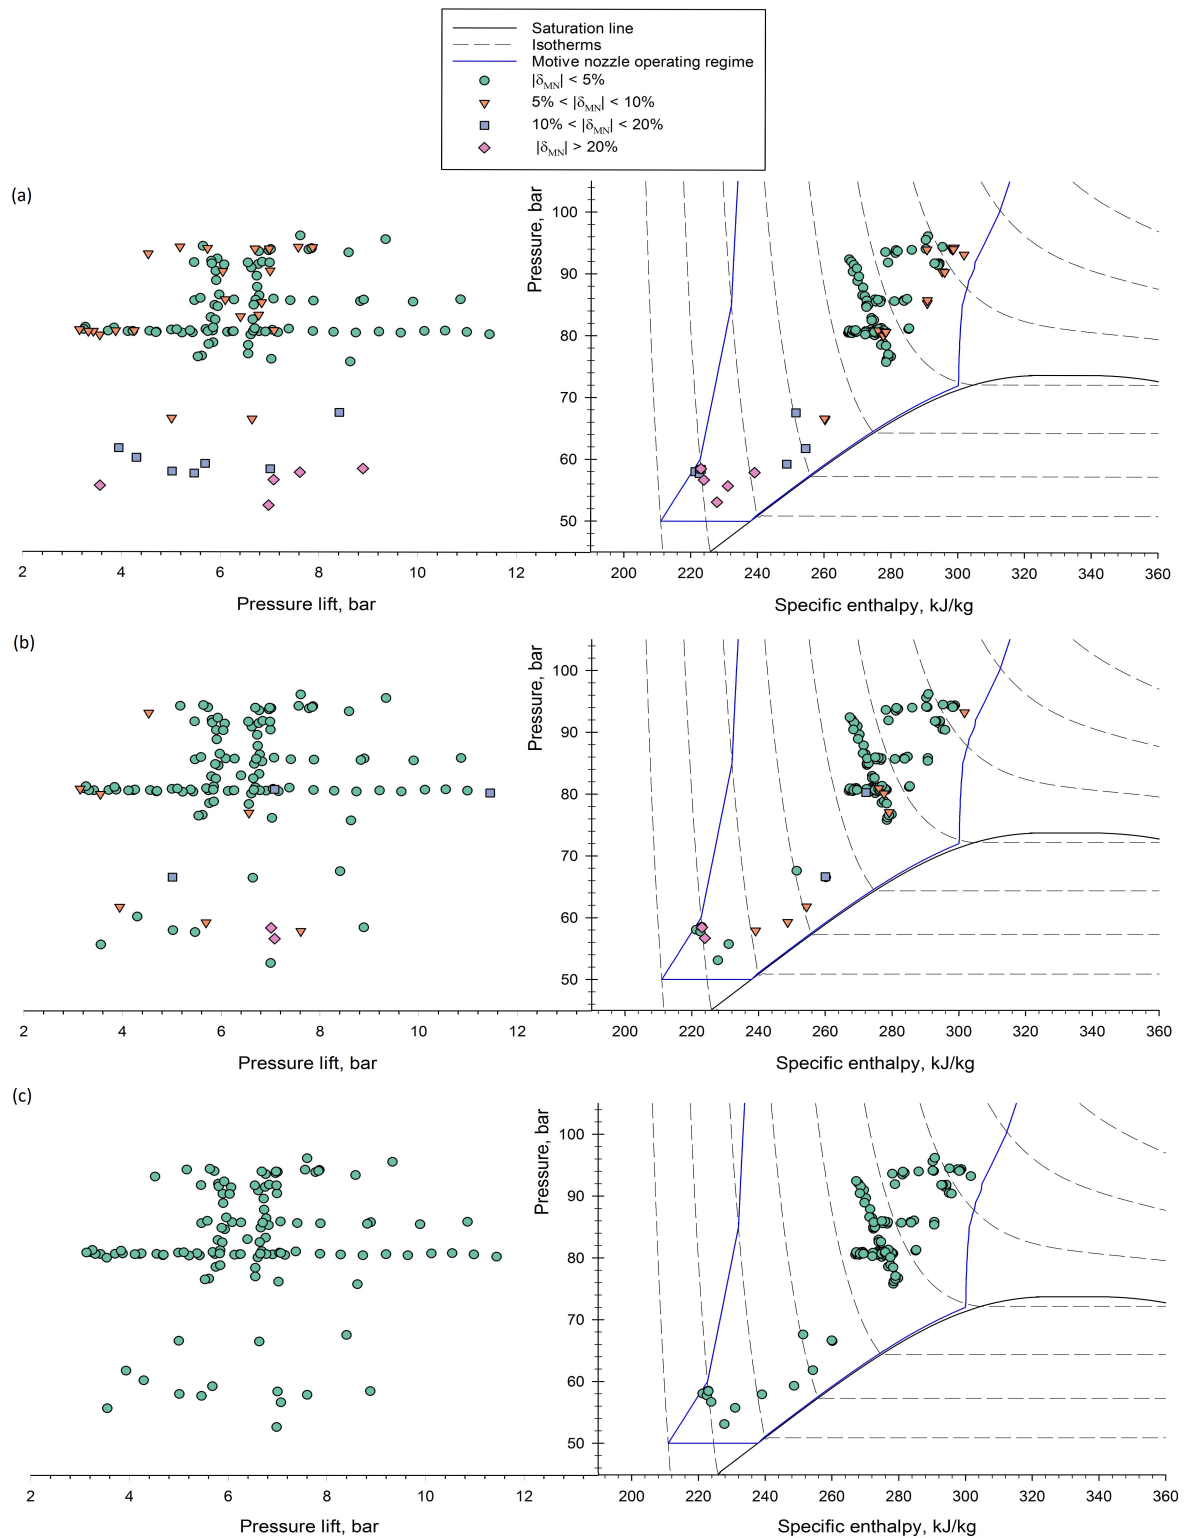 Saturation line
Isotherms
Motive nozzle operating regime
|δMN| < 5%
5% < |δMN| < 10%
10% < |δMN| < 20%
|δMN| > 20%
(a)
Pressure, bar
100
90
80
70
60
50
2 4 6 8 10 12
200 220 240 260 280 300 320 340 360
Pressure lift, bar
Specific enthalpy, kJ/kg
(b)
Pressure, bar
100
90
80
70
60
50
2 4 6 8 10 12
200 220 240 260 280 300 320 340 360
Pressure lift, bar
Specific enthalpy, kJ/kg
(c)
Pressure, bar
100
90
80
70
60
50
2 4 6 8 10 12
200 220 240 260 280 300 320 340 360
Pressure lift, bar
Specific enthalpy, kJ/kg